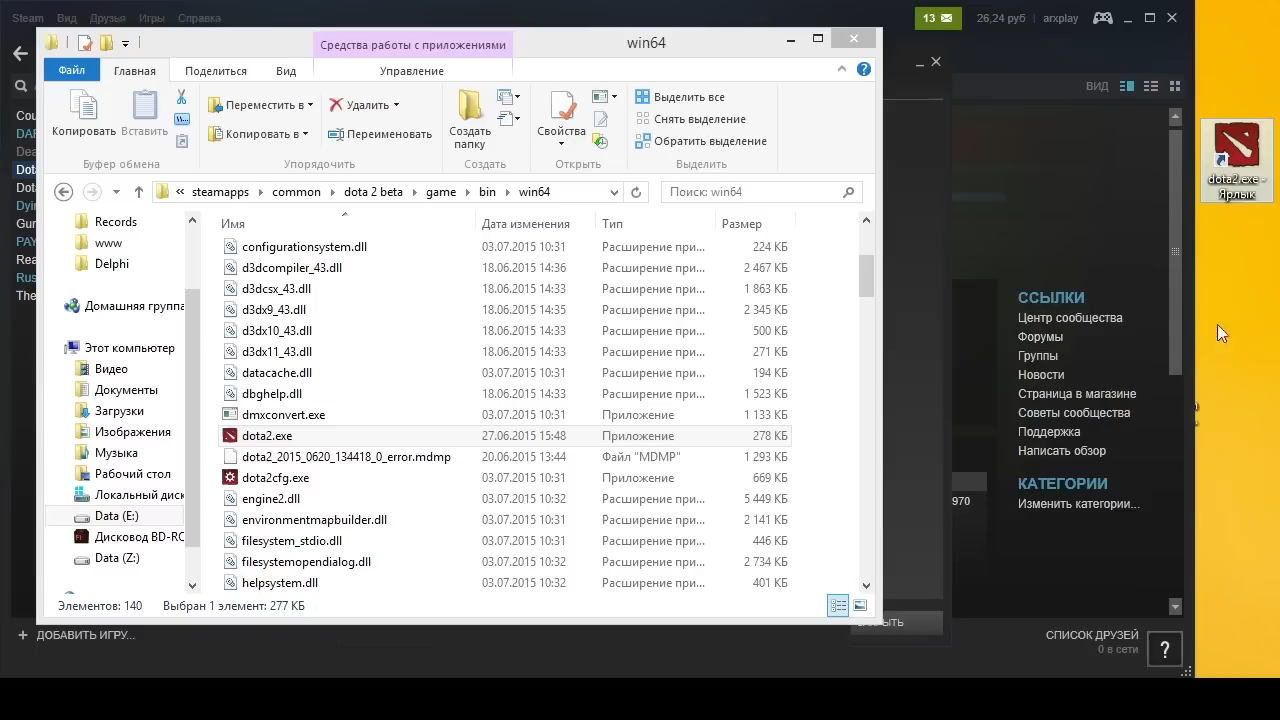 Steam Вид Друзья Игры Справка
13
26,24 руб arxplay
win64
Средства работы с приложениями
Файл Главная Поделиться Вид Управление
Копировать Вставить
Буфер обмена
Переместить в
Копировать в
Удалить
Переименовать
Упорядочить
Создать
папку
Создать
Свойства
Открыть
Выделить все
Снять выделение
Обратить выделение
Выделить
steamapps common dota 2 beta game bin win64
Поиск: win64
ВИД
Имя Дата изменения Тип Размер
Records
www
Delphi
Домашняя группа
Этот компьютер
Видео
Документы
Загрузки
Изображения
Музыка
Рабочий стол
Локальный диск
Data (E:)
Дисковод BD-RO
Data (Z:)
configurationsystem.dll 03.07.2015 10:31 Расширение при... 224 КБ
d3dcompiler_43.dll 18.06.2015 14:36 Расширение при... 2 467 КБ
d3dcsx_43.dll 18.06.2015 14:33 Расширение при... 1 863 КБ
d3dx9_43.dll 18.06.2015 14:35 Расширение при... 2 345 КБ
d3dx10_43.dll 18.06.2015 14:33 Расширение при... 500 КБ
d3dx11_43.dll 18.06.2015 14:33 Расширение при... 271 КБ
datacache.dll 03.07.2015 10:31 Расширение при... 194 КБ
dbghelp.dll 18.06.2015 14:33 Расширение при... 1 523 КБ
dmxconvert.exe 03.07.2015 10:31 Приложение 1 133 КБ
dota2.exe 27.06.2015 15:48 Приложение 278 КБ
dota2_2015_0620_134418_0_error.mdmp 20.06.2015 13:44 Файл "MDMP" 1 293 КБ
dota2cfg.exe 03.07.2015 10:31 Приложение 669 КБ
engine2.dll 03.07.2015 10:32 Расширение при... 5 449 КБ
environmentmapbuilder.dll 03.07.2015 10:31 Расширение при... 2 141 КБ
filesystem_stdio.dll 03.07.2015 10:31 Расширение при... 446 КБ
filesystemopendialog.dll 03.07.2015 10:32 Расширение при... 2 734 КБ
helpsystem.dll 03.07.2015 10:32 Расширение при... 401 КБ
Элементов: 140 Выбран 1 элемент: 277 КБ
Cou
DAR
Dea
Dot
Dot
Dyi
Gun
PAY
Rea
Rus
The
970
ССЫЛКИ
Центр сообщества
Форумы
Группы
Новости
Страница в магазине
Советы сообщества
Поддержка
Написать обзор
КАТЕГОРИИ
Изменить категории...
+ ДОБАВИТЬ ИГРУ...
СПИСОК ДРУЗЕЙ
0 в сети
?
dota2.exe -
Ярлык